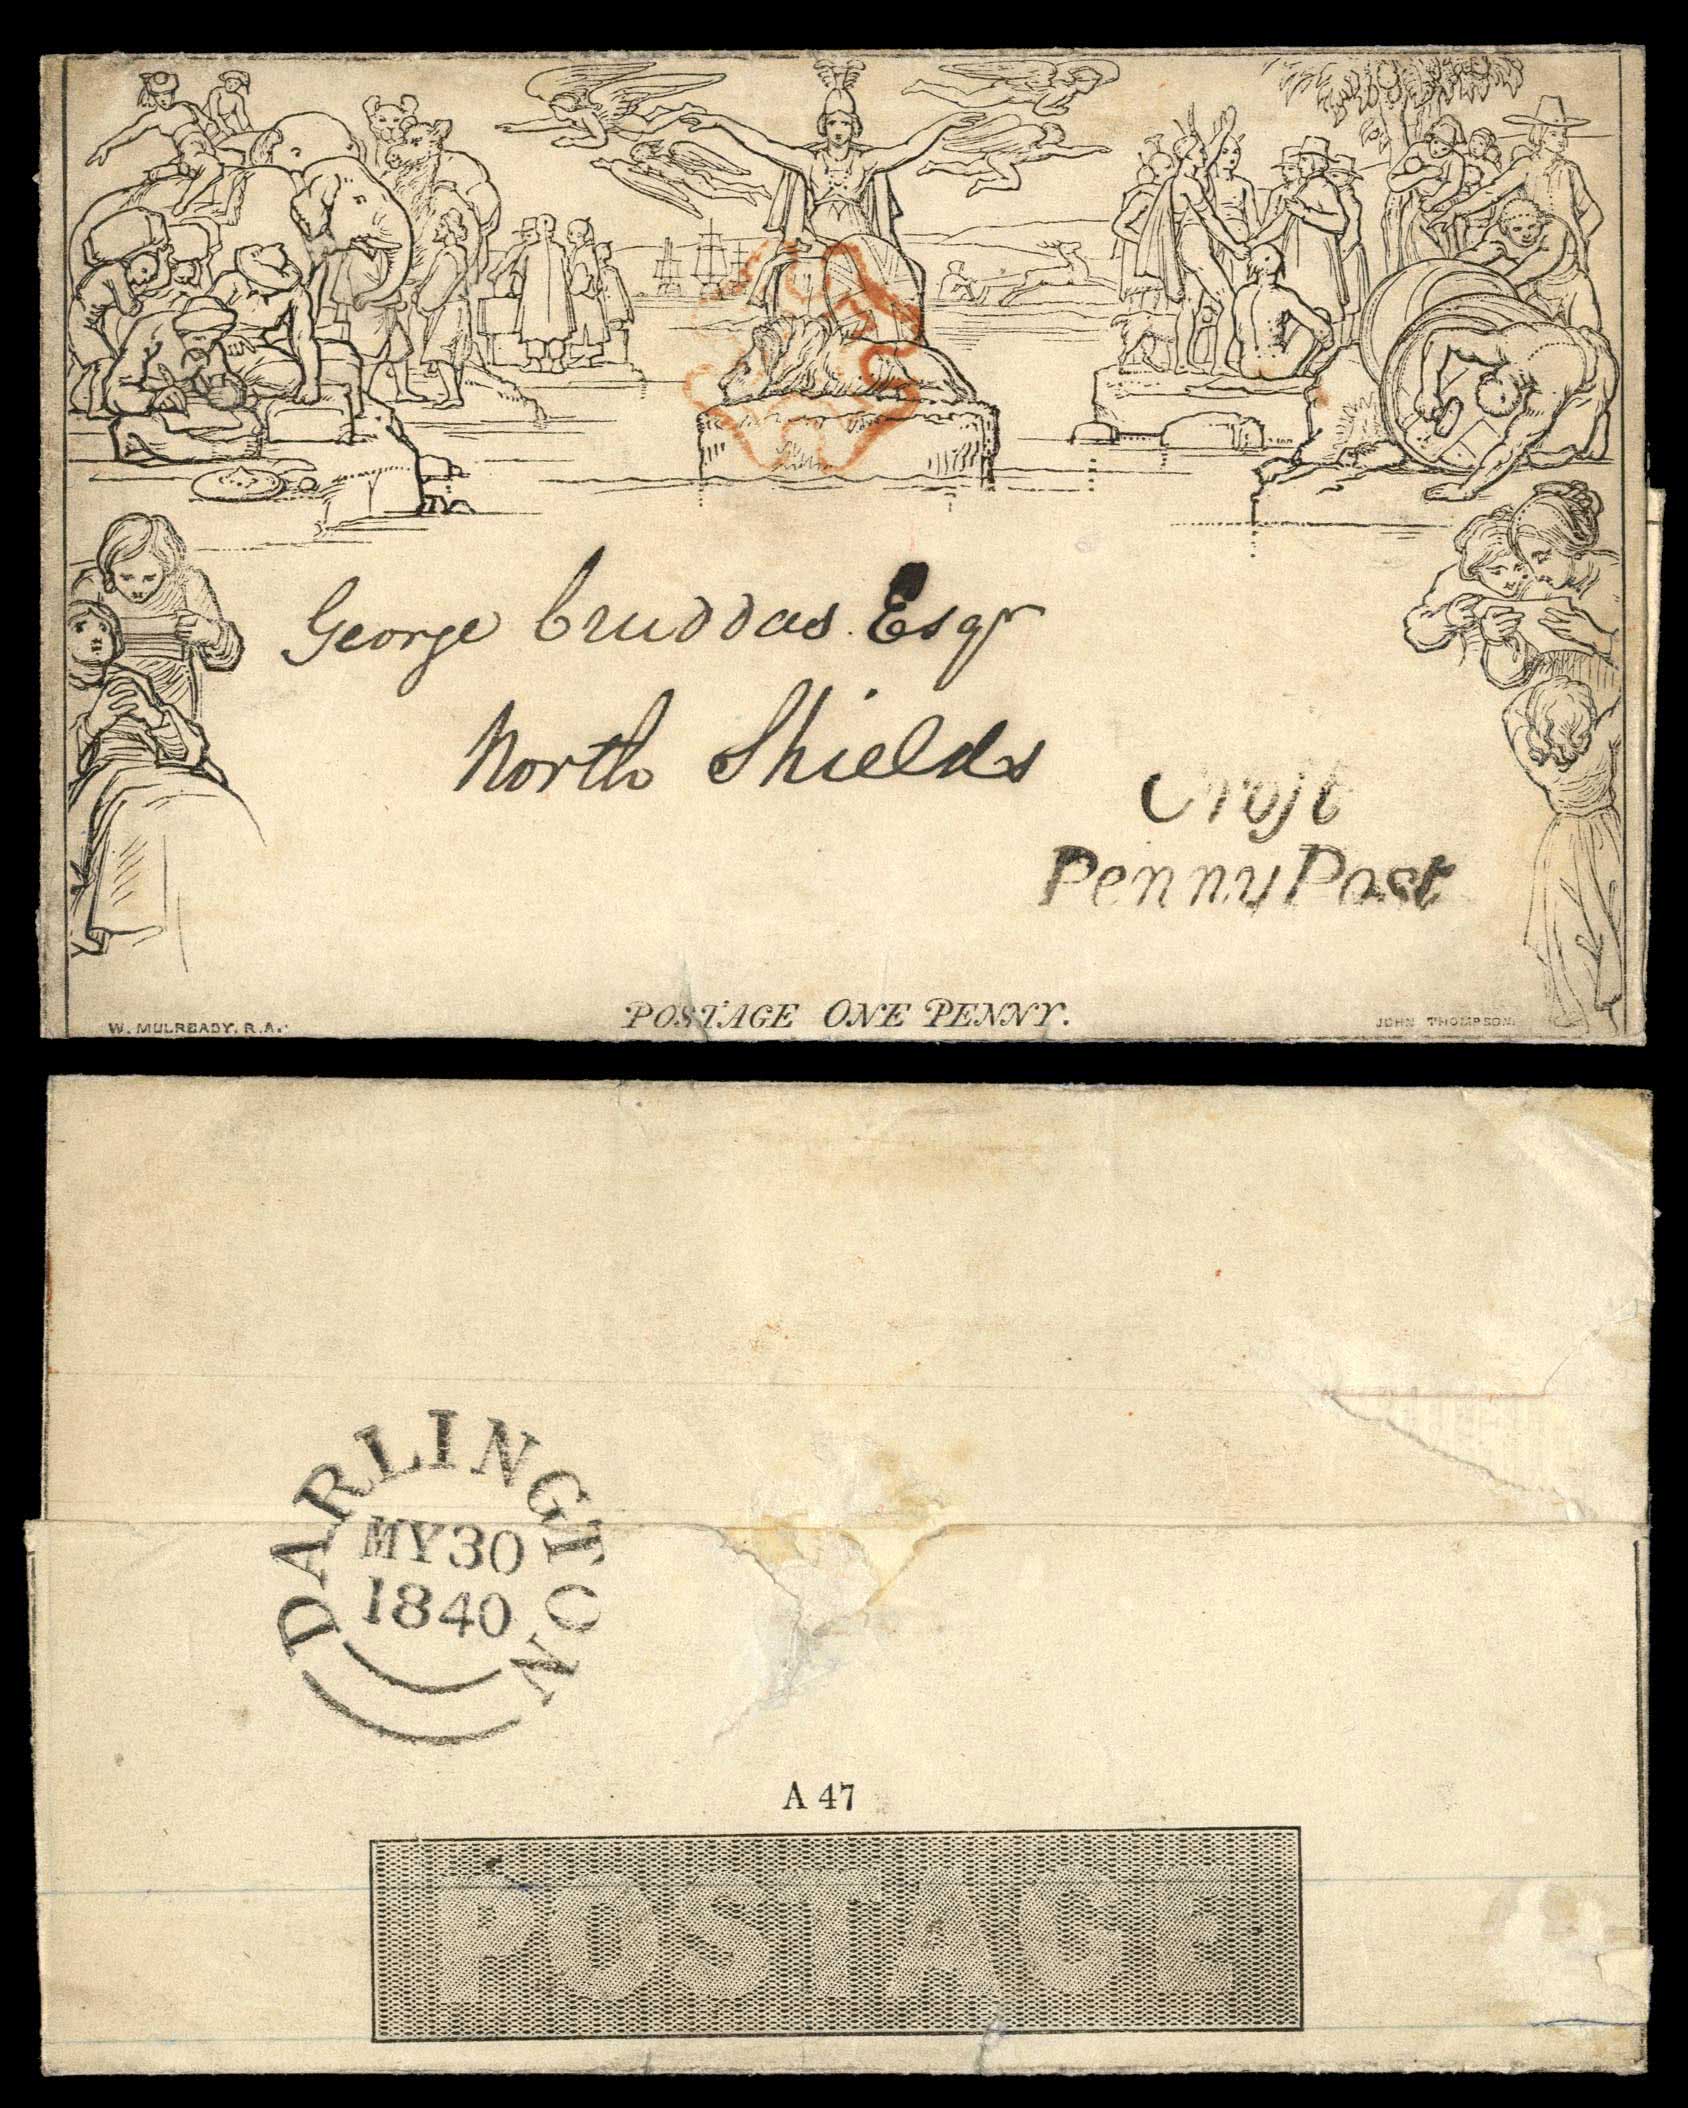 George Cruddas Esqr
North Shields
Croft
Penny Post
POSTAGE ONE PENNY.
W. MULREADY. R.A.
JOHN THOMPSON.
DARLINGTON
MY 30
1840
A 47
POSTAGE